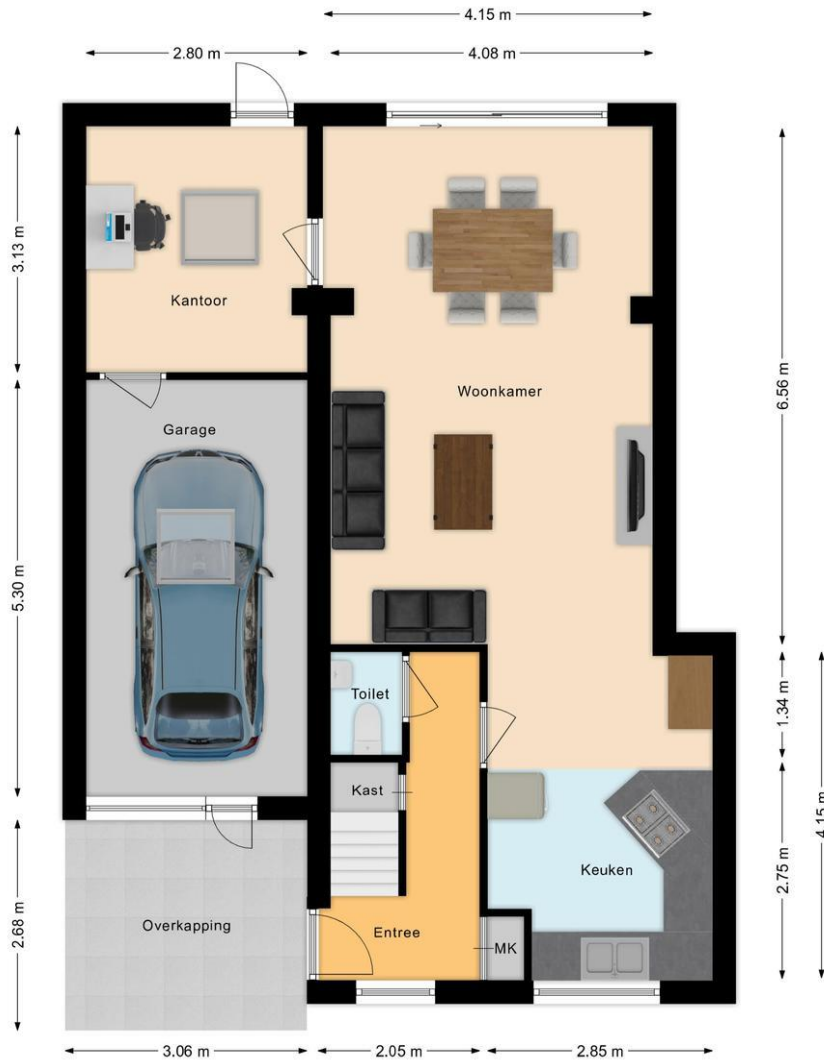 4.15 m
2.80 m
4.08 m
3.13 m
Kantoor
Woonkamer
6.56 m
Garage
5.30 m
Toilet
1.34 m
Kast
4.15 m
2.75 m
Keuken
2.68 m
Overkapping
Entree
MK
3.06 m
2.05 m
2.85 m